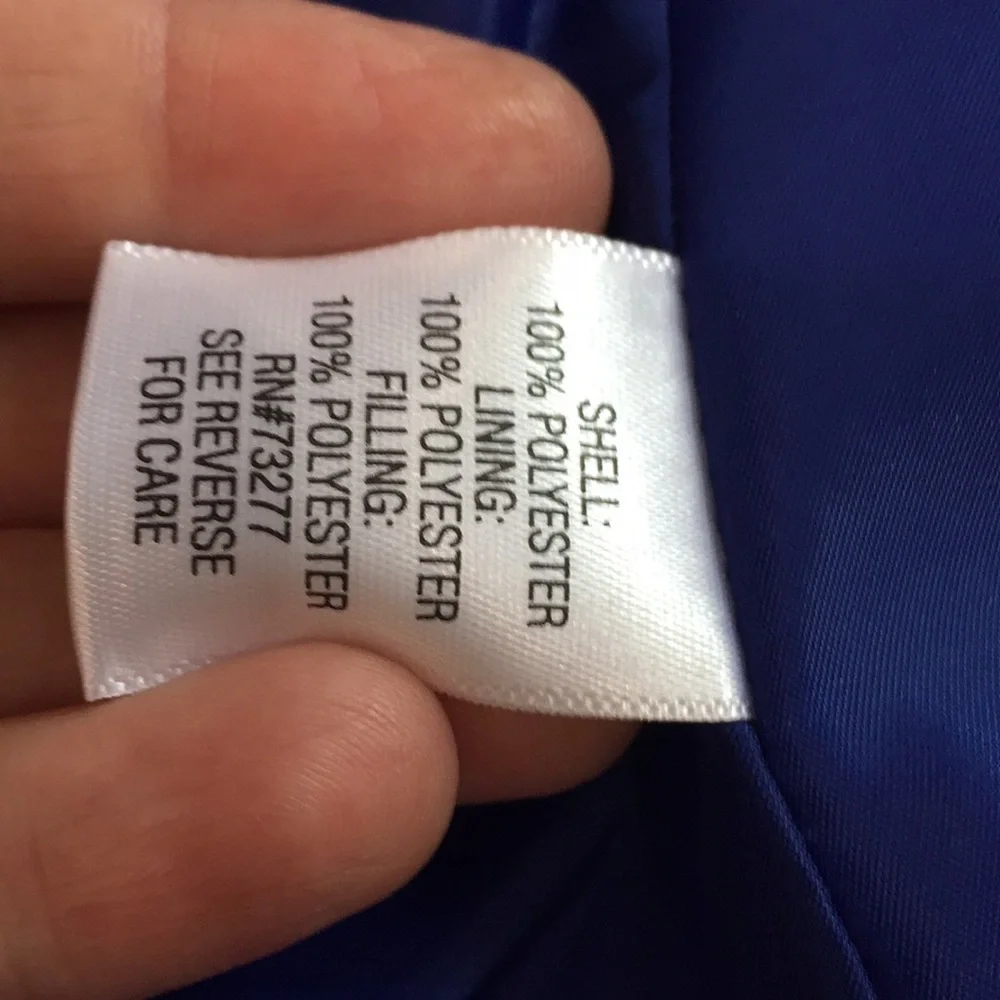 SHELL:
100% POLYESTER
LINING:
100% POLYESTER
FILLING:
100% POLYESTER
RN#73277
SEE REVERSE
FOR CARE